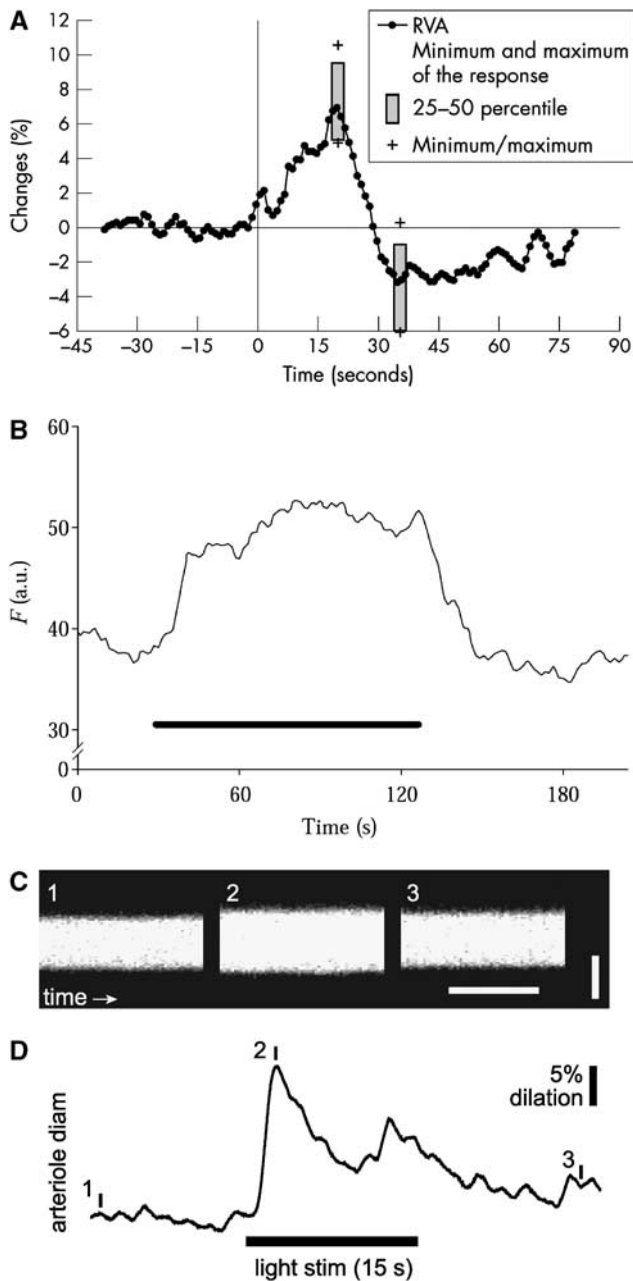 A
12
10
8
6
4
2
0
−2
−4
−6
Changes (%)
−45 −30 −15 0 15 30 45 60 75 90
Time (seconds)
RVA
Minimum and maximum
of the response
25–50 percentile
+ Minimum/maximum
B
60
50
40
30
0
F (a.u.)
0 60 120 180
Time (s)
C
1 2 3
time →
D
arteriole diam
1
2
3
5%
dilation
light stim (15 s)